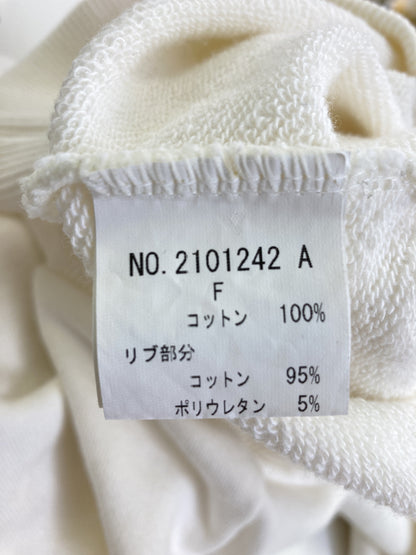 NO. 2101242 A
F
コットン 100%
リブ部分
コットン 95%
ポリウレタン 5%